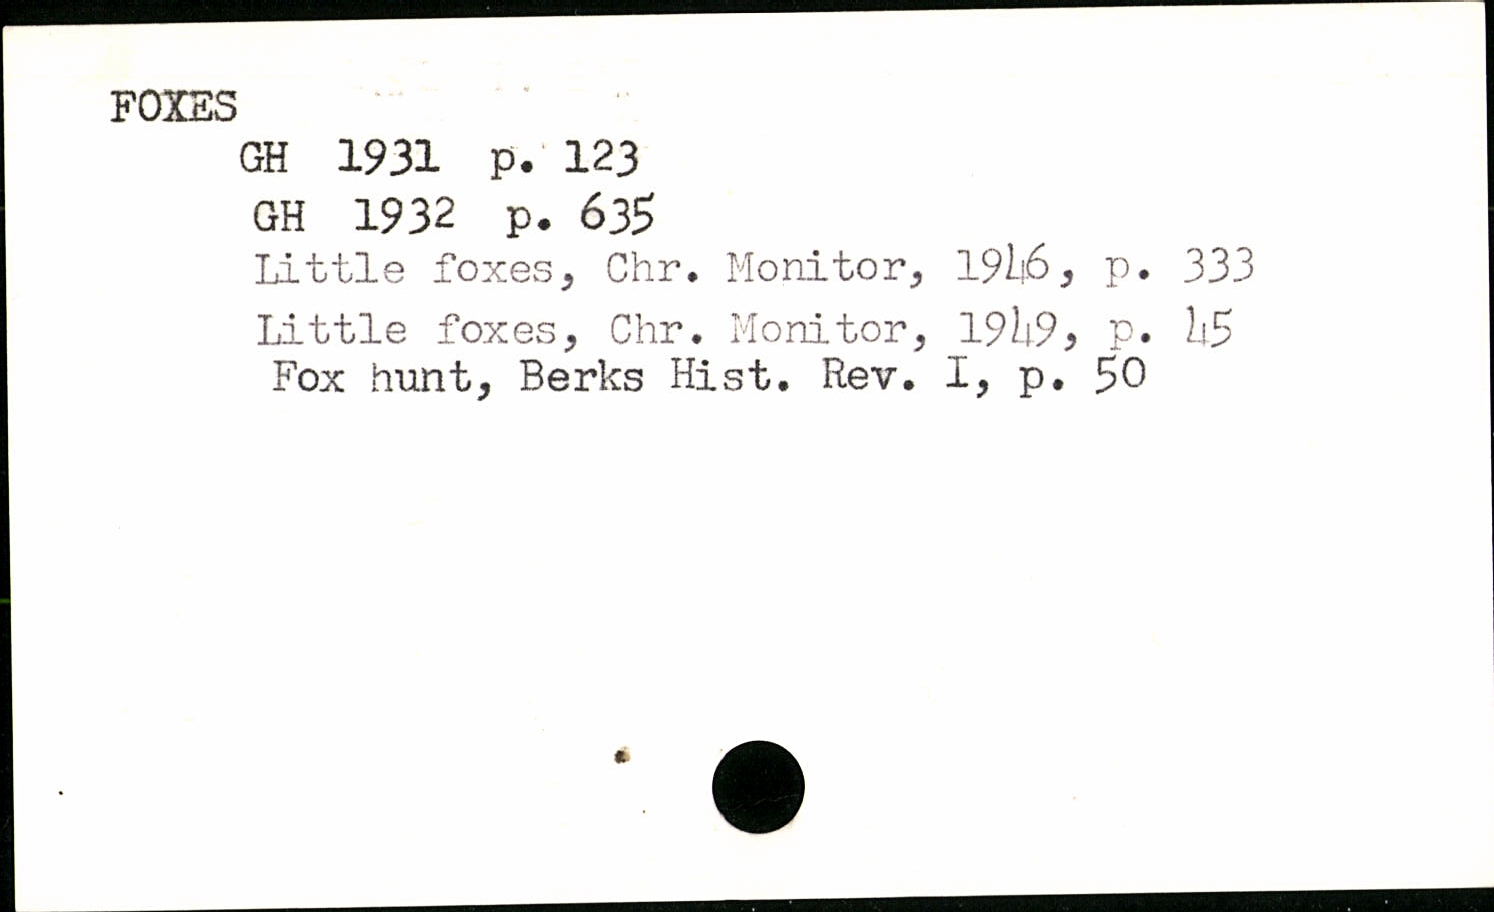 FOXES
GH 1931 p. 123
GH 1932 p. 635
Little foxes, Chr. Monitor, 1946, p. 333
Little foxes, Chr. Monitor, 1949, p. 45
Fox hunt, Berks Hist. Rev. I, p. 50